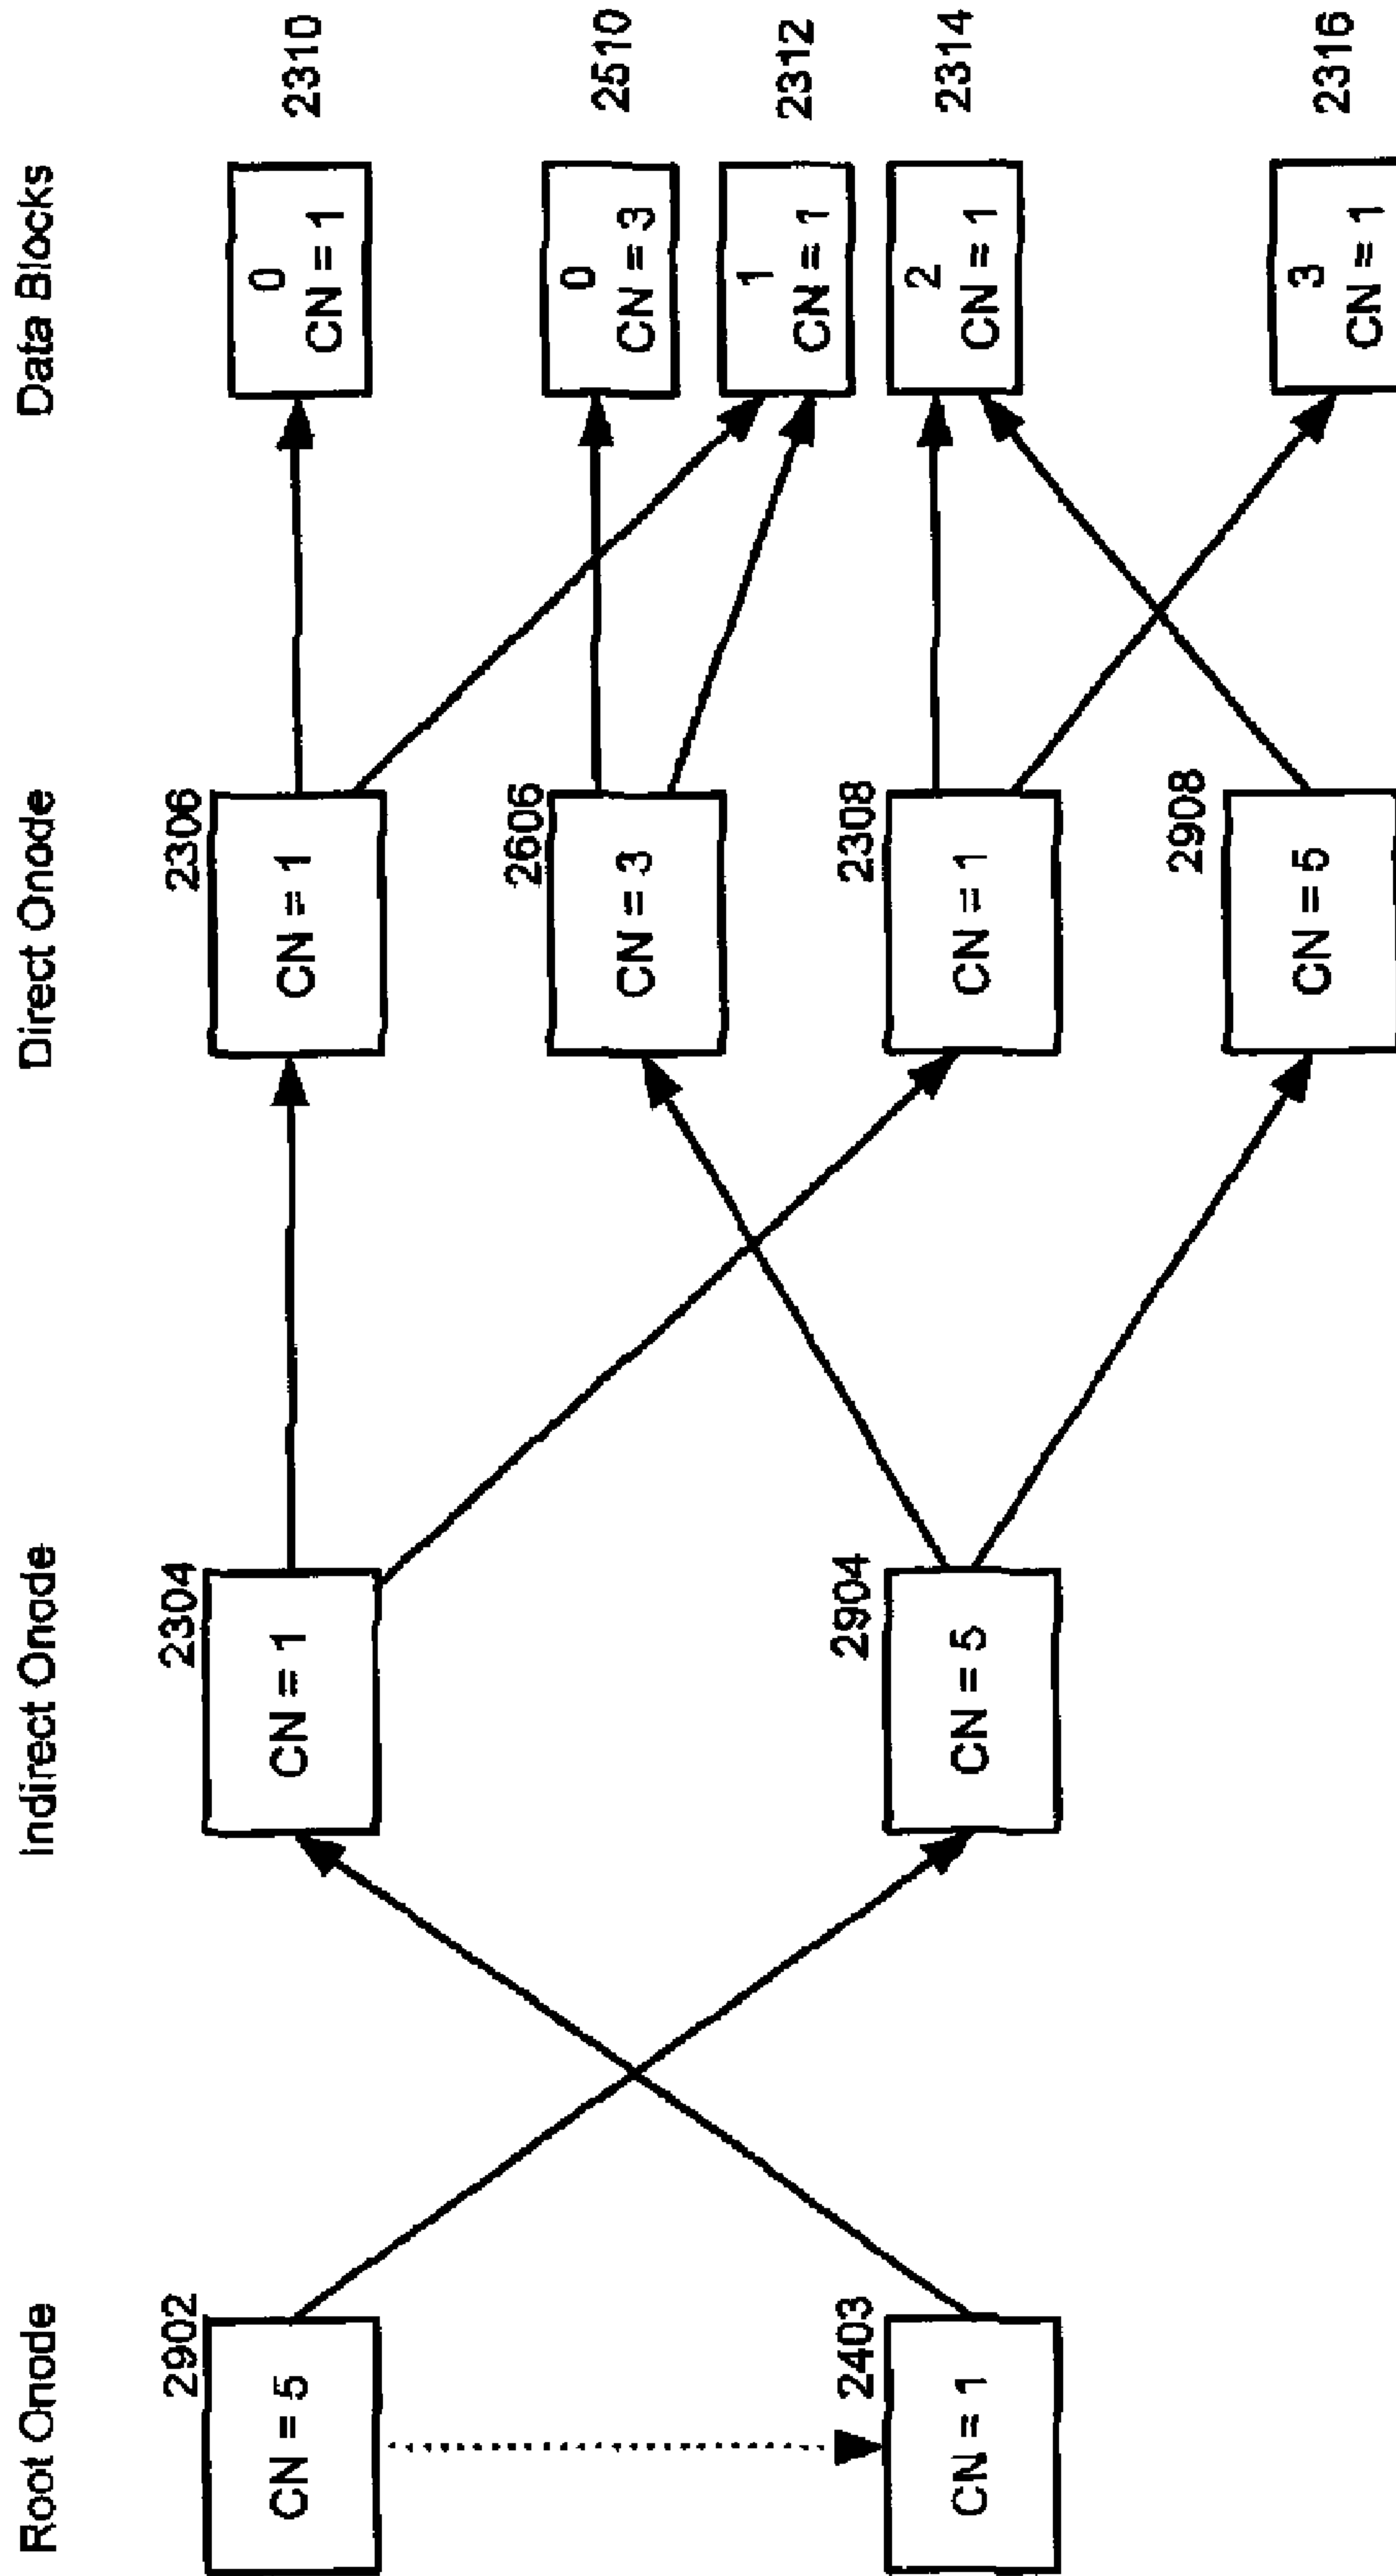 Root Onode
Indirect Onode
Direct Onode
Data Blocks
2902
CN = 5
2403
CN = 1
2304
CN = 1
2904
CN = 5
2306
CN = 1
2606
CN = 3
2308
CN = 1
2908
CN = 5
0
CN = 1
2310
0
CN = 3
2510
1
CN = 1
2312
2
CN = 1
2314
3
CN = 1
2316